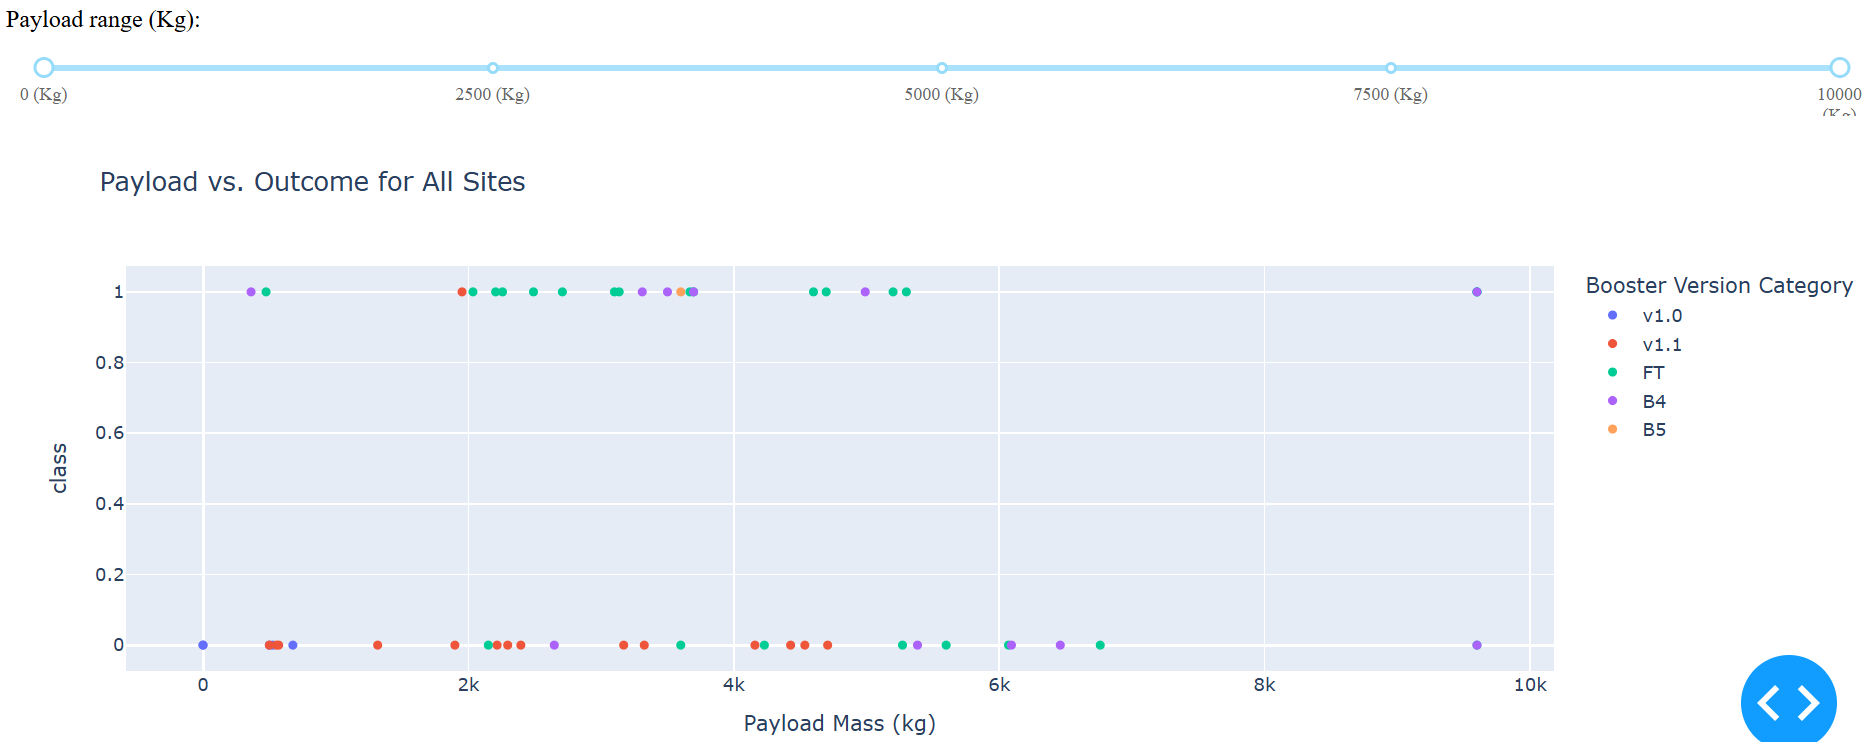 Payload range (Kg):
0 (Kg)
2500 (Kg)
5000 (Kg)
7500 (Kg)
10000
(Kg)
Payload vs. Outcome for All Sites
1
0.8
0.6
0.4
0.2
0
class
0
2k
4k
6k
8k
10k
Payload Mass (kg)
Booster Version Category
v1.0
v1.1
FT
B4
B5